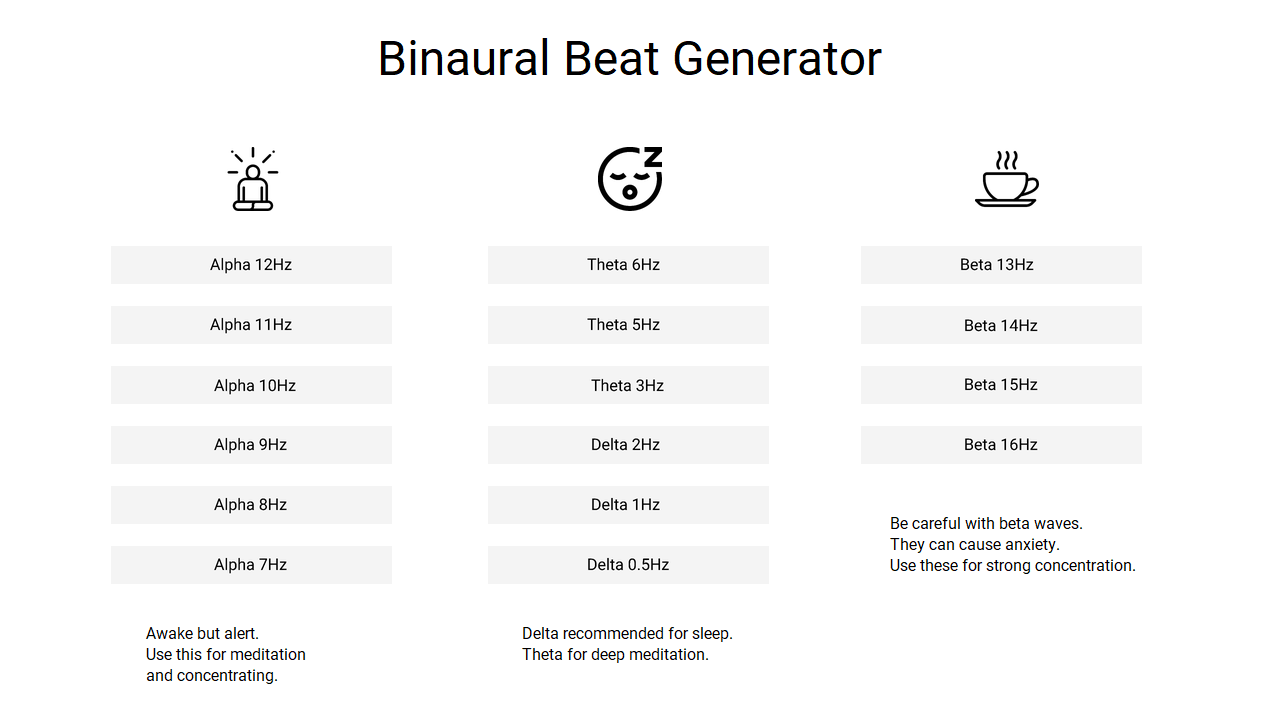 Binaural Beat Generator
Alpha 12Hz
Alpha 11Hz
Alpha 10Hz
Alpha 9Hz
Alpha 8Hz
Alpha 7Hz
Awake but alert.
Use this for meditation
and concentrating.
Z
Theta 6Hz
Theta 5Hz
Theta 3Hz
Delta 2Hz
Delta 1Hz
Delta 0.5Hz
Delta recommended for sleep.
Theta for deep meditation.
Beta 13Hz
Beta 14Hz
Beta 15Hz
Beta 16Hz
Be careful with beta waves.
They can cause anxiety.
Use these for strong concentration.